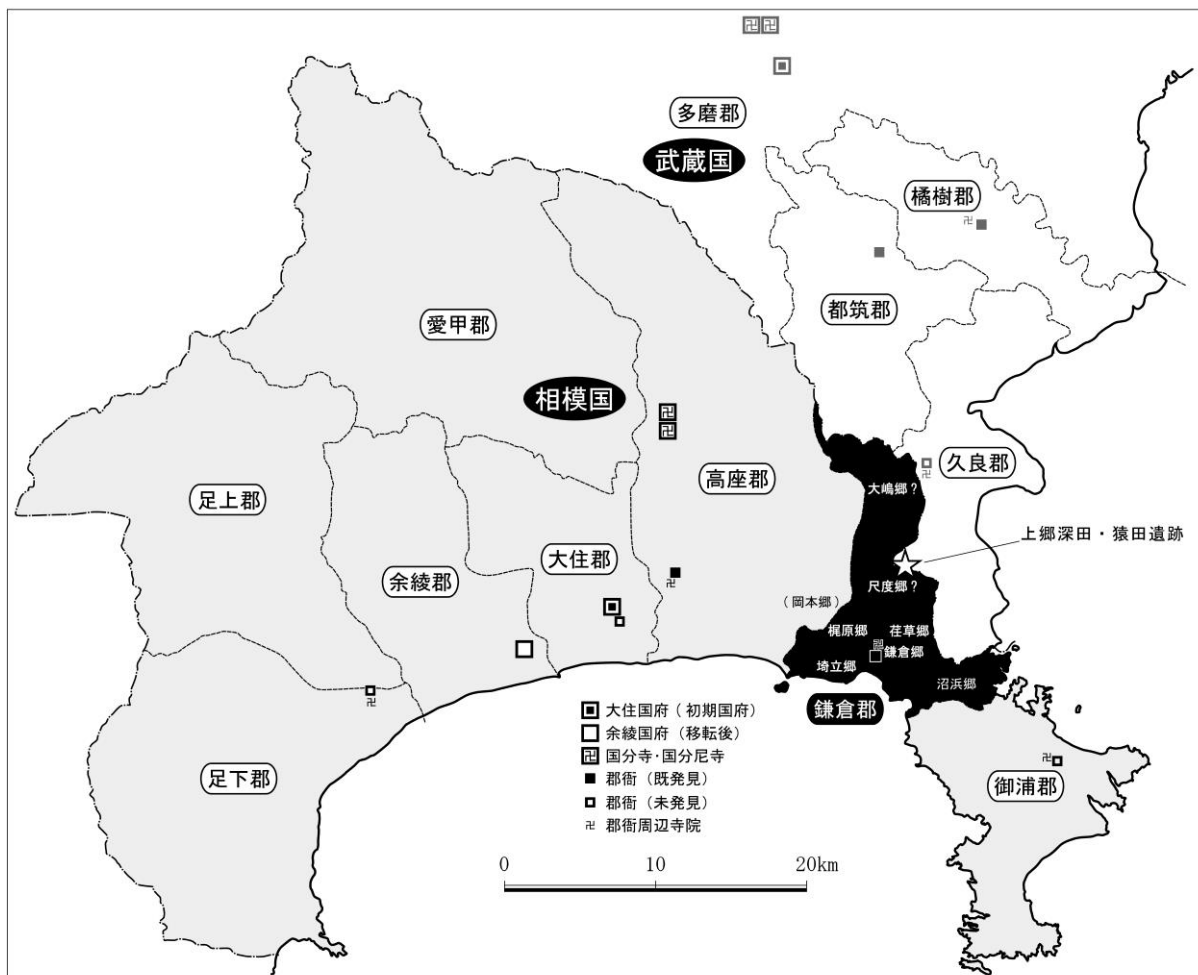 多磨郡
武蔵国
橘樹郡
都筑郡
愛甲郡
相模国
久良郡
足上郡
高座郡
大嶋郷？
上郷深田・猿田遺跡
大住郡
余綾郡
尺度郷？
（岡本郷）
梶原郷
荏草郷
鎌倉郷
埼立郷
沼浜郷
鎌倉郡
足下郡
御浦郡
大住国府（初期国府）
余綾国府（移転後）
国分寺・国分尼寺
郡衙（既発見）
郡衙（未発見）
郡衙周辺寺院
0 10 20km